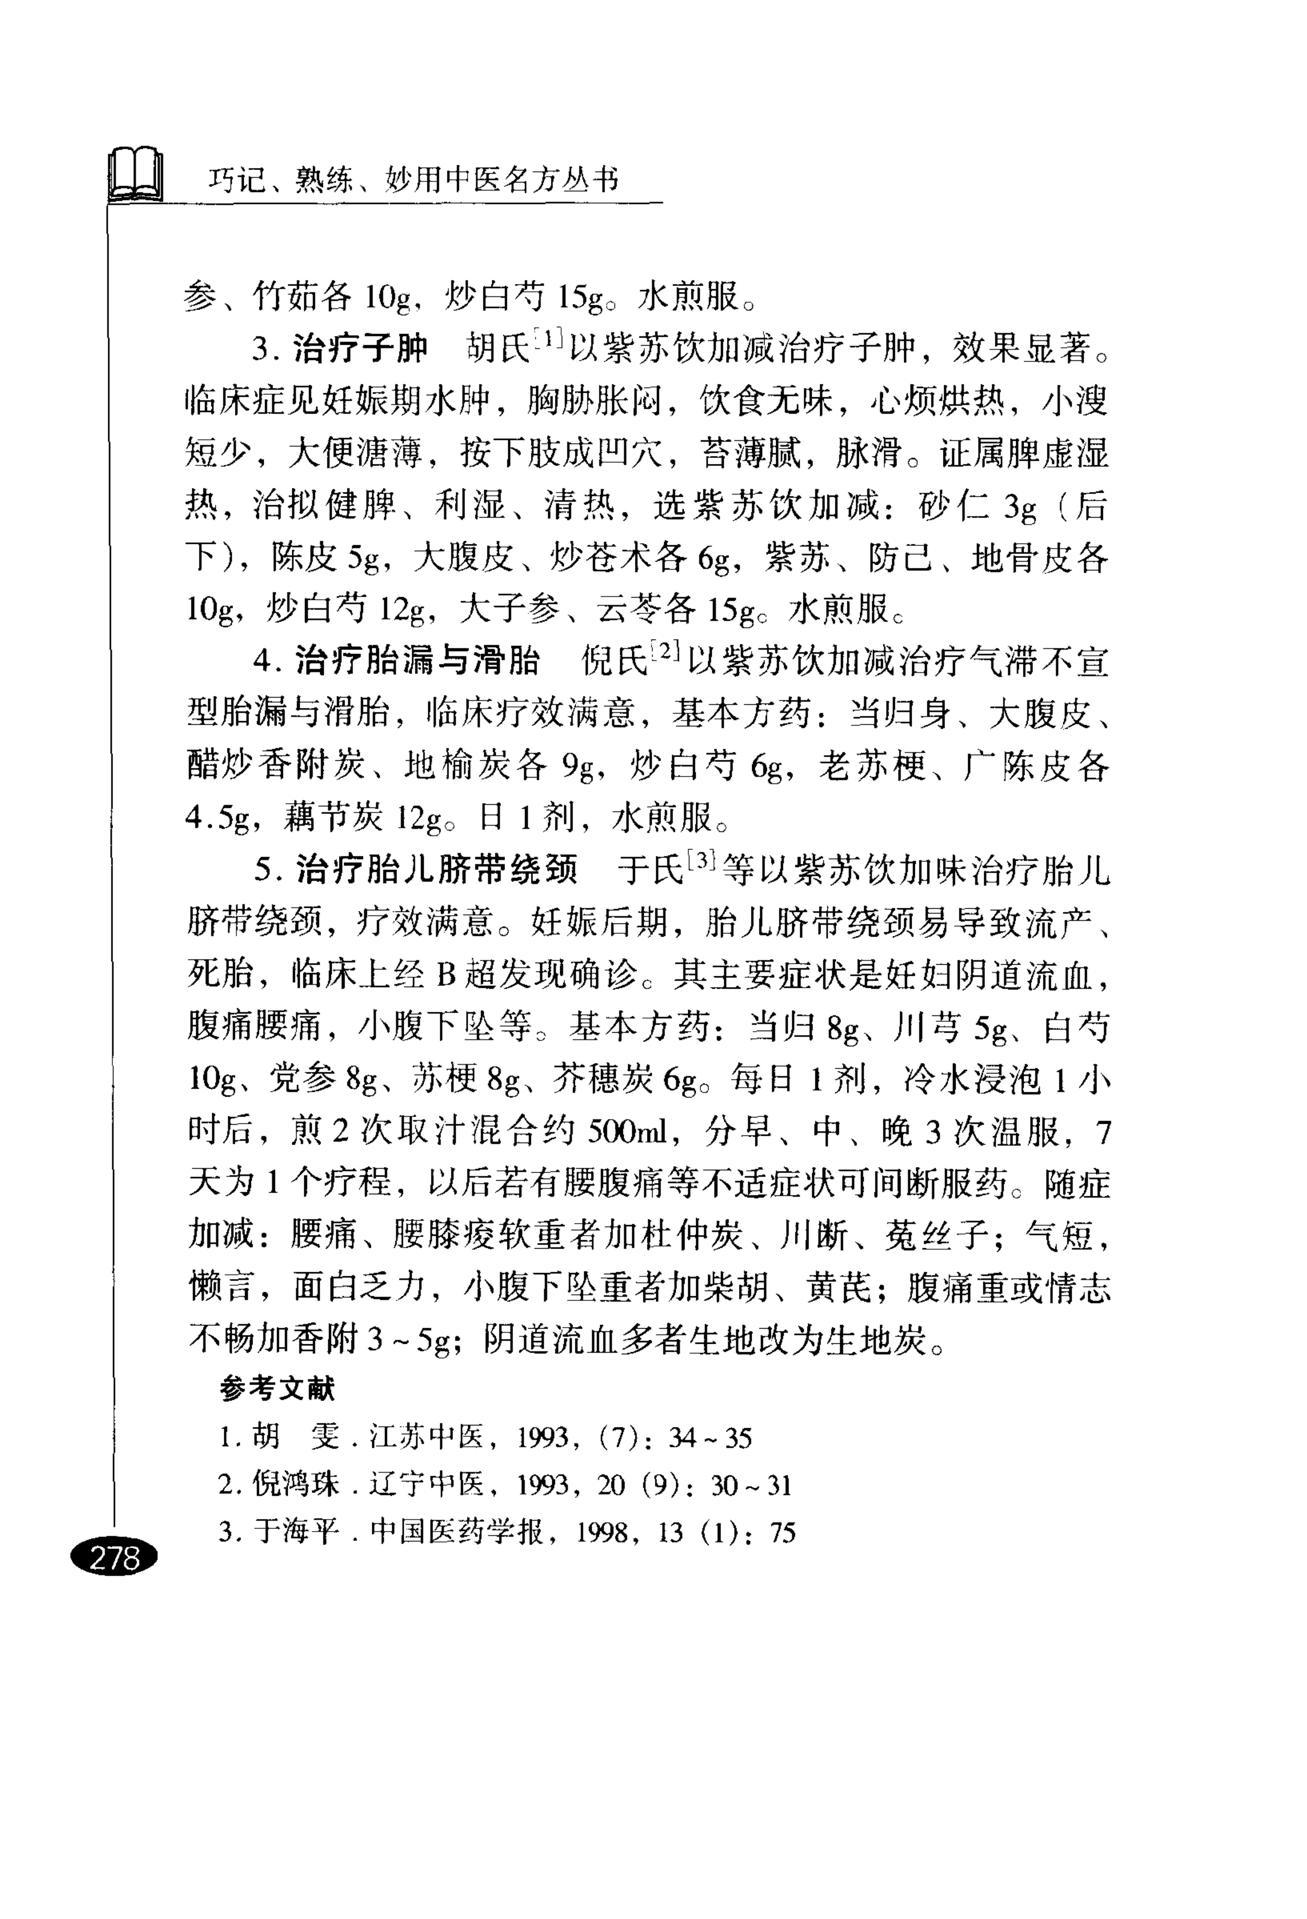 巧记、熟练、妙用中医名方丛书
参、竹茹各 10g，炒白芍 15g。水煎服。
3. 治疗子肿 胡氏[1]以紫苏饮加减治疗子肿，效果显著。
临床症见妊娠期水肿，胸胁胀闷，饮食无味，心烦烘热，小溲
短少，大便溏薄，按下肢成凹穴，苔薄腻，脉滑。证属脾虚湿
热，治拟健脾、利湿、清热，选紫苏饮加减：砂仁 3g（后
下），陈皮 5g，大腹皮、炒苍术各 6g，紫苏、防己、地骨皮各
10g，炒白芍 12g，大子参、云苓各 15g。水煎服。
4. 治疗胎漏与滑胎 倪氏[2]以紫苏饮加减治疗气滞不宣
型胎漏与滑胎，临床疗效满意，基本方药：当归身、大腹皮、
醋炒香附炭、地榆炭各 9g，炒白芍 6g，老苏梗、广陈皮各
4.5g，藕节炭 12g。日 1 剂，水煎服。
5. 治疗胎儿脐带绕颈 于氏[3]等以紫苏饮加味治疗胎儿
脐带绕颈，疗效满意。妊娠后期，胎儿脐带绕颈易导致流产、
死胎，临床上经 B 超发现确诊。其主要症状是妊妇阴道流血，
腹痛腰痛，小腹下坠等。基本方药：当归 8g、川芎 5g、白芍
10g、党参 8g、苏梗 8g、芥穗炭 6g。每日 1 剂，冷水浸泡 1 小
时后，煎 2 次取汁混合约 500ml，分早、中、晚 3 次温服，7
天为 1 个疗程，以后若有腰腹痛等不适症状可间断服药。随症
加减：腰痛、腰膝痠软重者加杜仲炭、川断、菟丝子；气短，
懒言，面白乏力，小腹下坠重者加柴胡、黄芪；腹痛重或情志
不畅加香附 3～5g；阴道流血多者生地改为生地炭。
参考文献
1. 胡 雯．江苏中医，1993，（7）：34～35
2. 倪鸿珠．辽宁中医，1993，20（9）：30～31
3. 于海平．中国医药学报，1998，13（1）：75
278